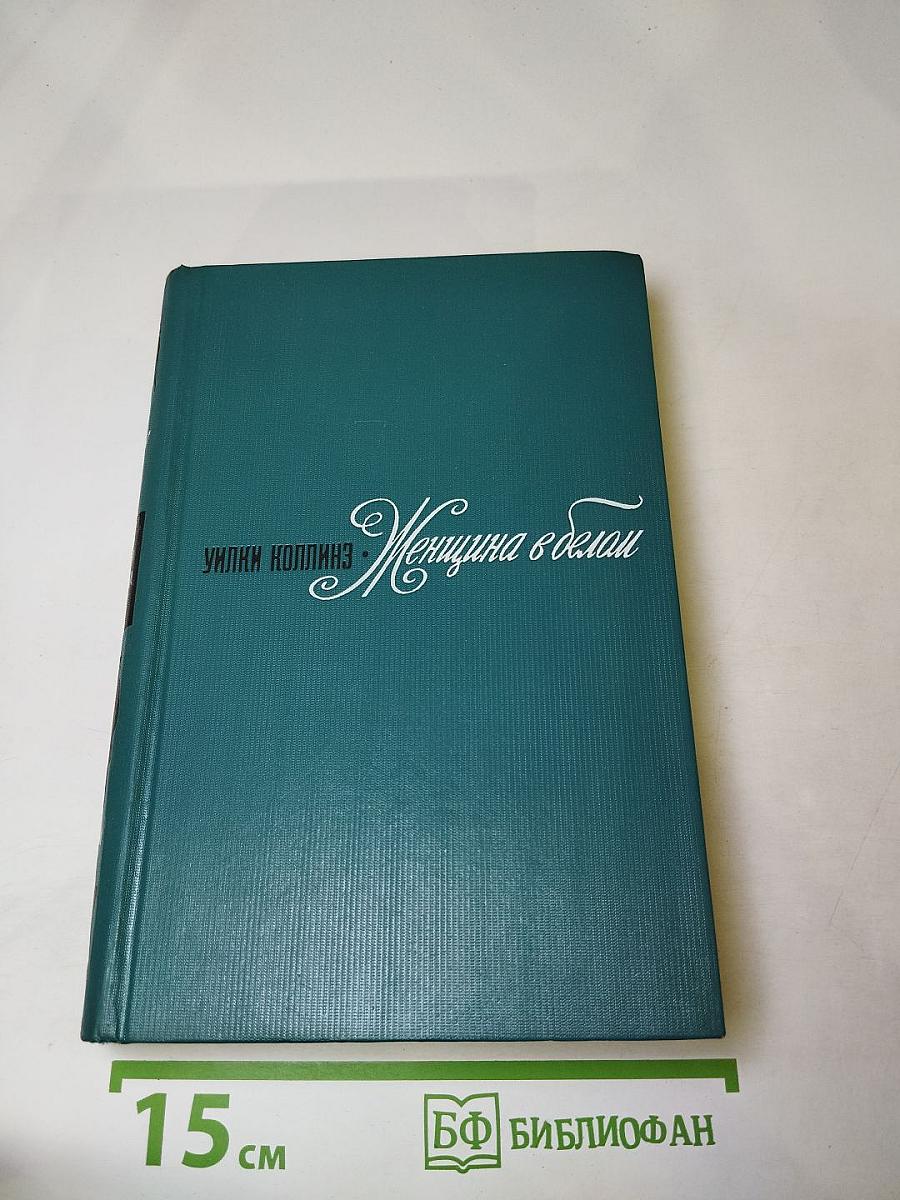 УИЛКИ КОЛЛИНЗ · Женщина в белом
15 см
БФ БИБЛИОФАН